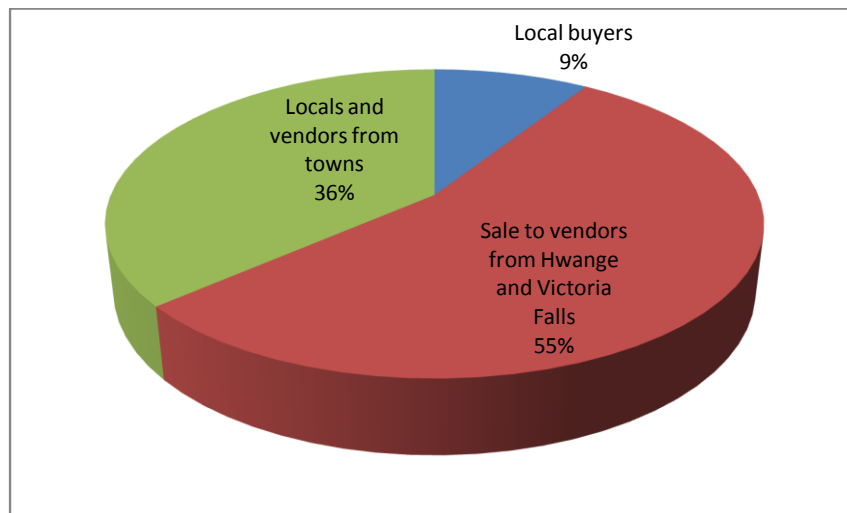 Local buyers
9%
Locals and
vendors from
towns
36%
Sale to vendors
from Hwange
and Victoria
Falls
55%